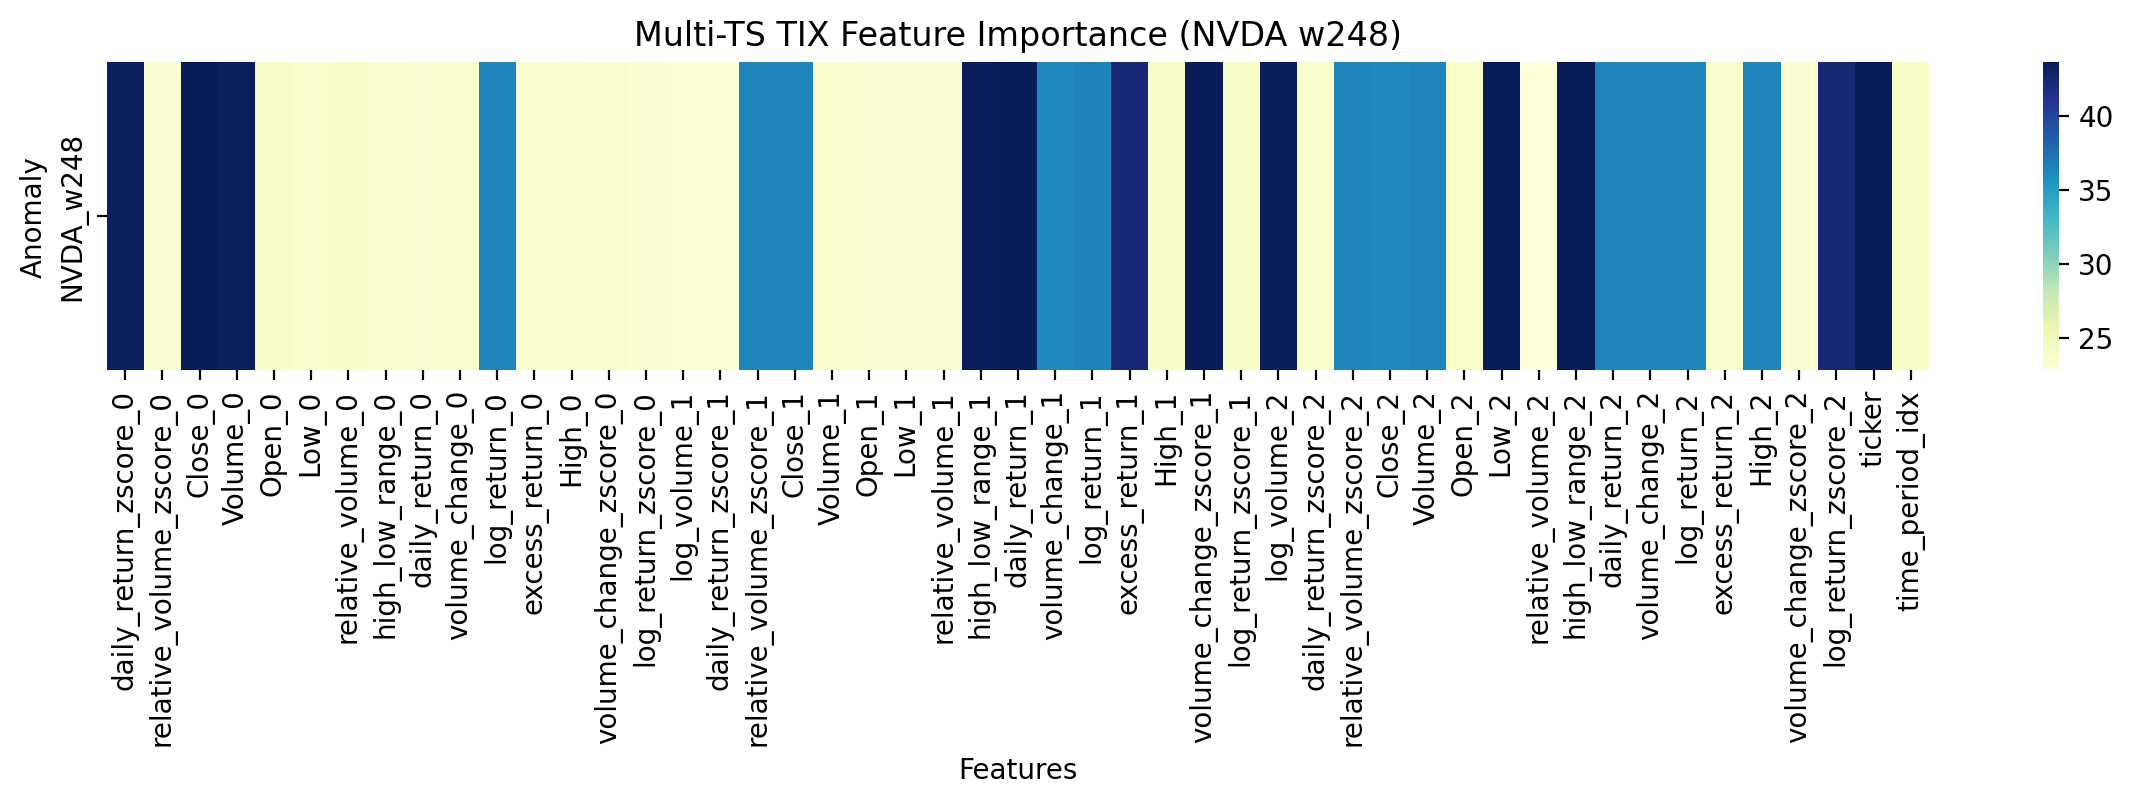 Multi-TS TIX Feature Importance (NVDA w248)
Anomaly
NVDA_w248
40
35
30
25
daily_return_zscore_0
relative_volume_zscore_0
Close_0
Volume_0
Open_0
Low_0
relative_volume_0
high_low_range_0
daily_return_0
volume_change_0
log_return_0
excess_return_0
High_0
volume_change_zscore_0
log_return_zscore_0
log_volume_1
daily_return_zscore_1
relative_volume_zscore_1
Close_1
Volume_1
Open_1
Low_1
relative_volume_1
high_low_range_1
daily_return_1
volume_change_1
log_return_1
excess_return_1
High_1
volume_change_zscore_1
log_return_zscore_1
log_volume_2
daily_return_zscore_2
relative_volume_zscore_2
Close_2
Volume_2
Open_2
Low_2
relative_volume_2
high_low_range_2
daily_return_2
volume_change_2
log_return_2
excess_return_2
High_2
volume_change_zscore_2
log_return_zscore_2
ticker
time_period_idx
Features